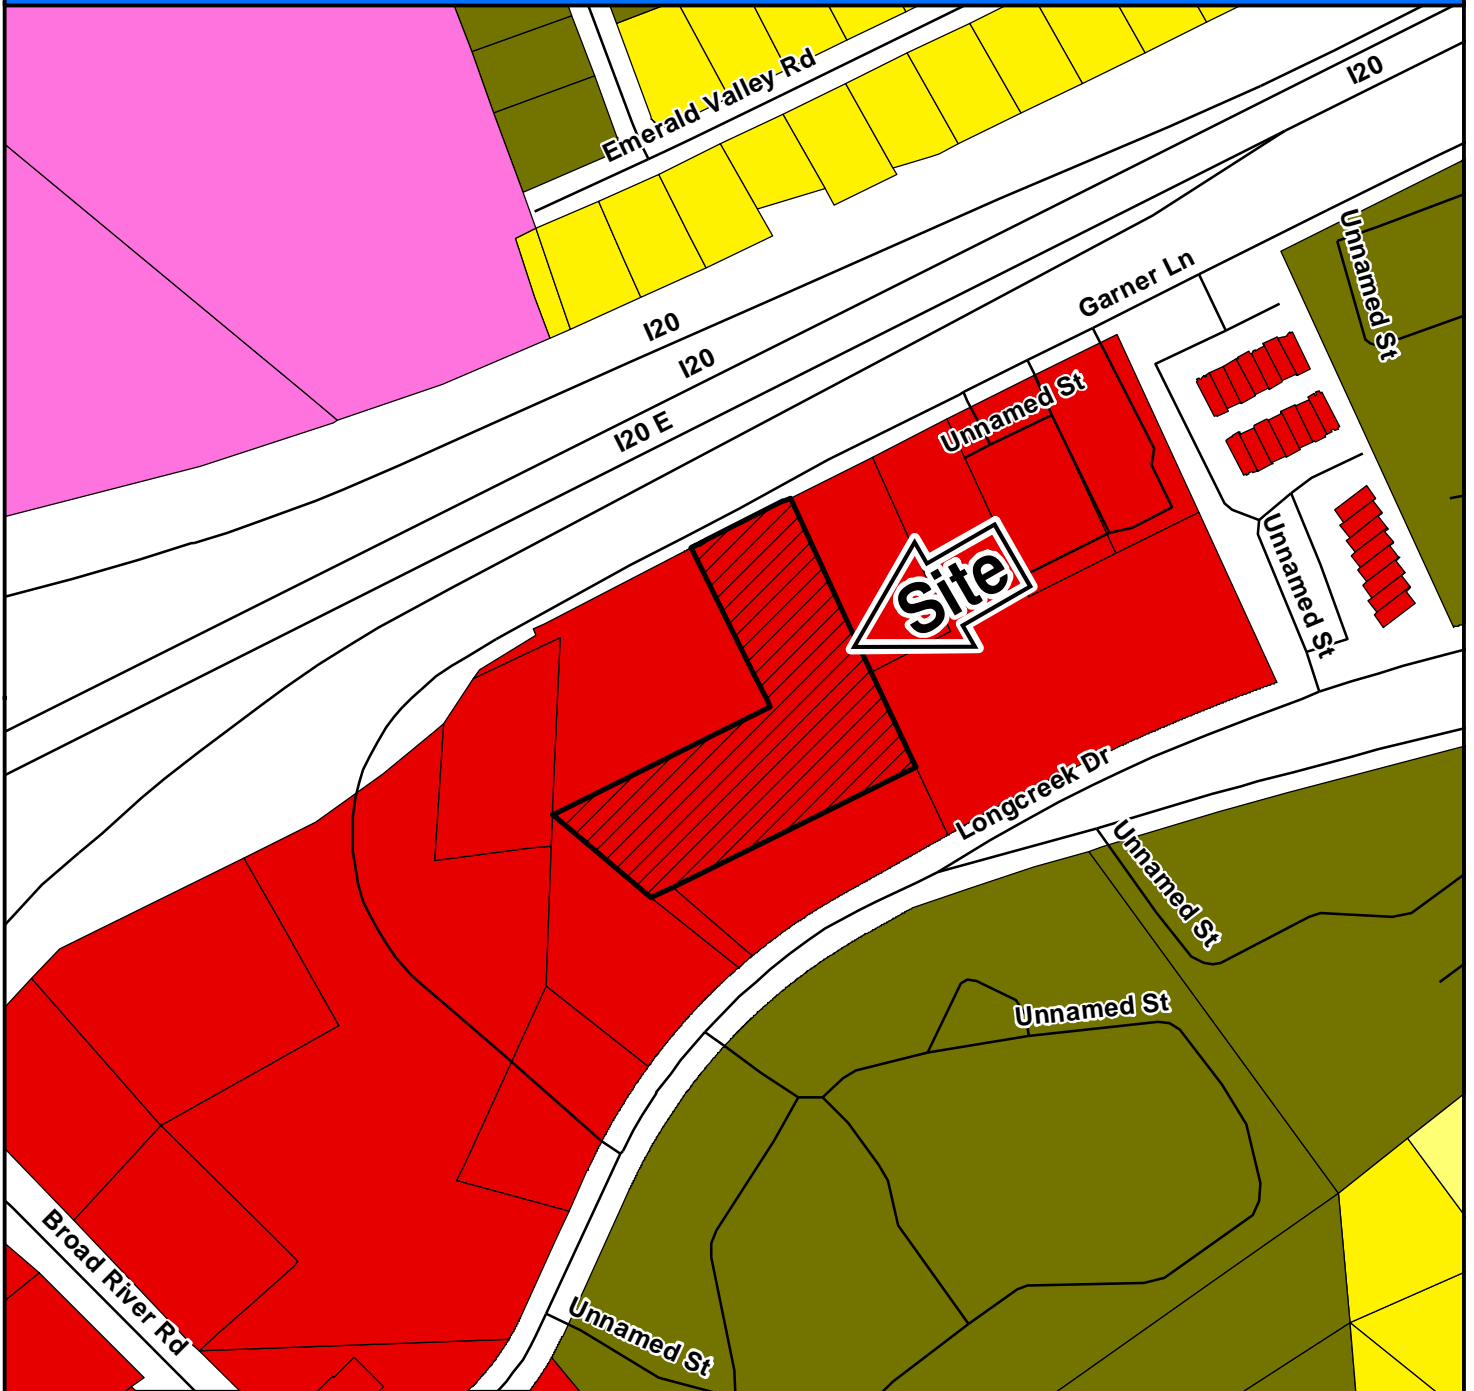 Emerald Valley Rd
I20
Unnamed St
Garner Ln
I20
I20
I20 E
Unnamed St
Site
Unnamed St
Longcreek Dr
Unnamed St
Unnamed St
Broad River Rd
Unnamed St